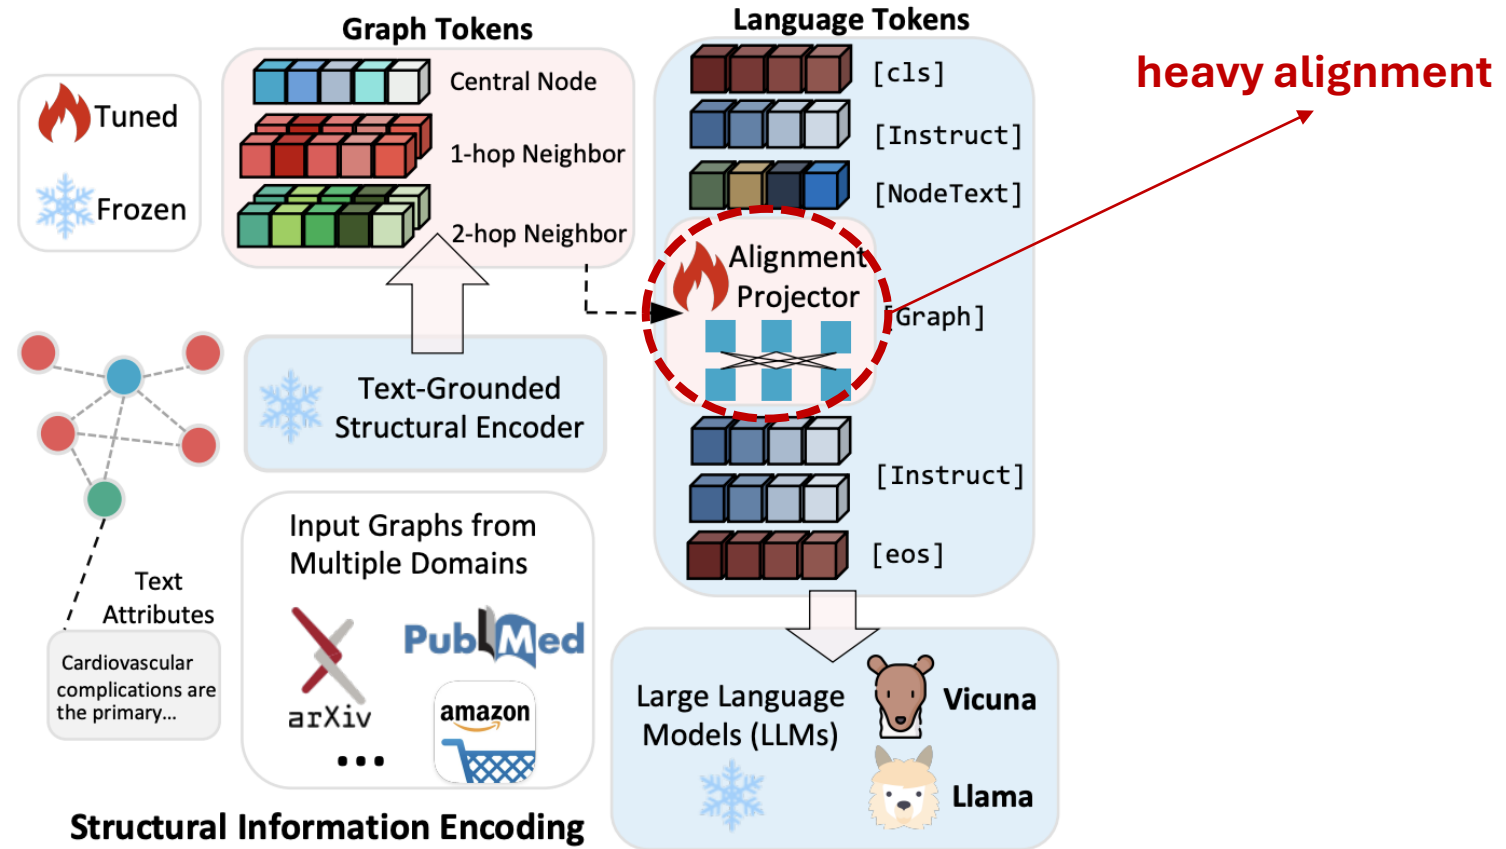 Graph Tokens
Language Tokens
heavy alignment
Tuned
Frozen
Central Node
1-hop Neighbor
2-hop Neighbor
[cls]
[Instruct]
[NodeText]
Alignment
Projector
[Graph]
[Instruct]
[eos]
Text-Grounded
Structural Encoder
Input Graphs from
Multiple Domains
arXiv
PubMed
amazon
...
Text
Attributes
Cardiovascular
complications are
the primary...
Large Language
Models (LLMs)
Vicuna
Llama
Structural Information Encoding